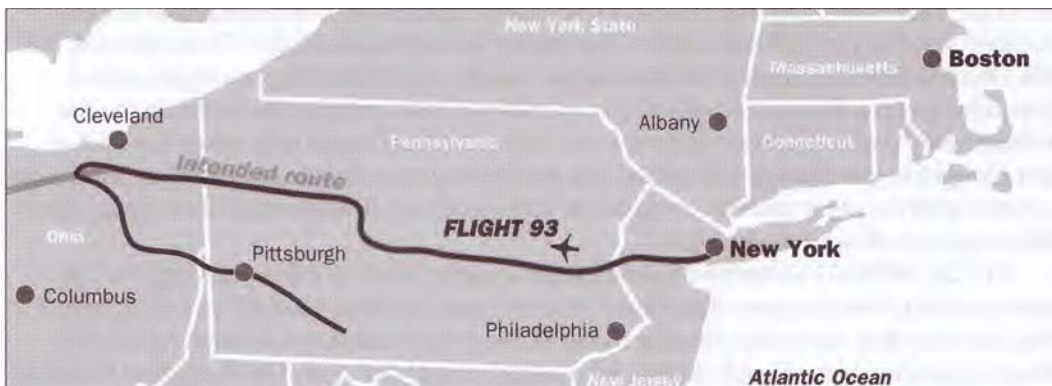 New York State
Boston
Massachusetts
Cleveland
Albany
Pennsylvania
Connecticut
Intended route
FLIGHT 93
New York
Ohio
Pittsburgh
Columbus
Philadelphia
New Jersey
Atlantic Ocean